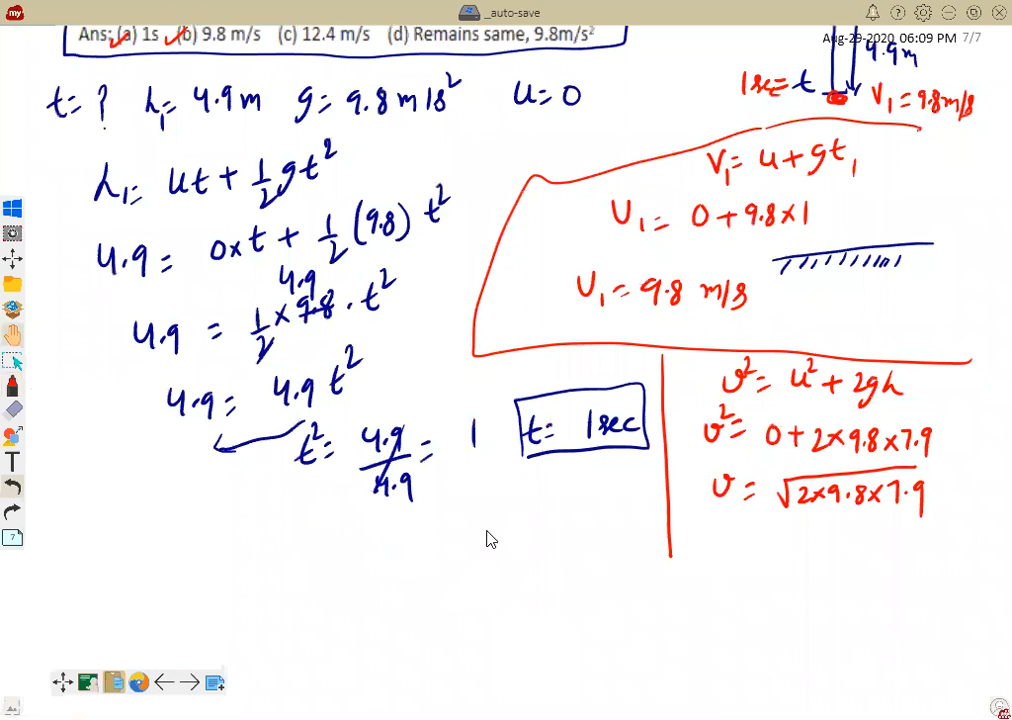 my
_auto-save
Ans: (a) 1s (b) 9.8 m/s (c) 12.4 m/s (d) Remains same, 9.8m/s²
Aug-29-2020 06:09 PM 7/7
4.9m
1sec = t
V₁ = 9.8m/s
t = ? h₁ = 4.9m g = 9.8m/s² u = 0
h₁ = ut + 1/2 gt²
4.9 = 0×t + 1/2 (9.8) t²
4.9
4.9 = 1/2 × 9.8 . t²
4.9 = 4.9 t²
t² = 4.9/4.9 = 1
t = 1sec
V₁ = u + gt₁
U₁ = 0 + 9.8×1
U₁ = 9.8 m/s
v² = u² + 2gh
v² = 0 + 2×9.8×7.9
v = √2×9.8×7.9
T
7